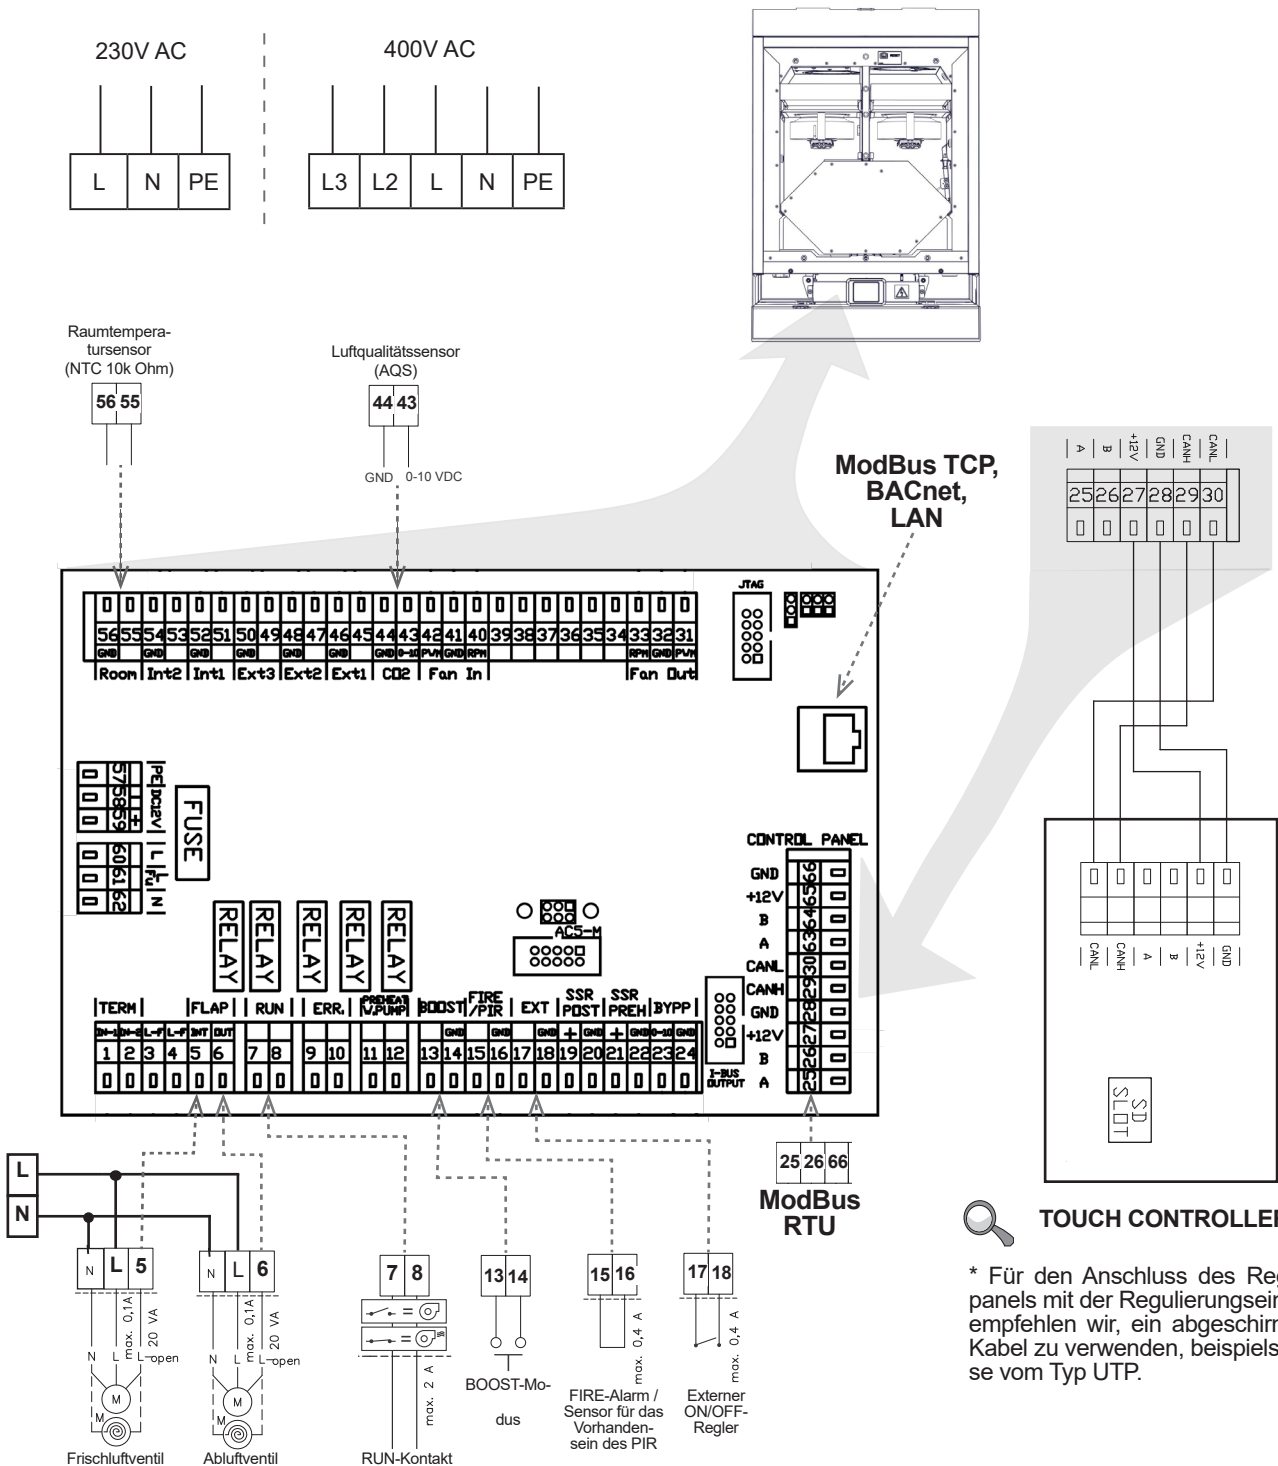 230V AC
400V AC
L N PE
L3 L2 L N PE
Raumtempera-
tursensor
(NTC 10k Ohm)
56 55
Luftqualitätssensor
(AQS)
44 43
GND 0-10 VDC
ModBus TCP,
BACnet,
LAN
A B +12V GND CANH CANL
25 26 27 28 29 30
JTAG
56 55 54 53 52 51 50 49 48 47 46 45 44 43 42 41 40 39 38 37 36 35 34 33 32 31
GND GND GND GND GND GND GND 0-10 PWM GND RPM RPM GND PWM
Room Int2 Int1 Ext3 Ext2 Ext1 CO2 Fan In Fan Out
57 58 59
PE DC12V - +
60 61 62
L L Fu N
FUSE
RELAY RELAY RELAY RELAY RELAY
AC5-M
CONTROL PANEL
GND 66
+12V 65
B 64
A 63
CANL 30
CANH 29
GND 28
+12V 27
B 26
A 25
I-BUS
OUTPUT
TERM FLAP RUN ERR. PREHEAT W.PUMP BOOST FIRE /PIR EXT SSR POST SSR PREH BYPP
IN-1 IN-2 L-F L-F INT OUT GND GND GND + GND + GND 0-10 GND
1 2 3 4 5 6 7 8 9 10 11 12 13 14 15 16 17 18 19 20 21 22 23 24
CANL CANH A B +12V GND
SD
SLOT
25 26 66
ModBus
RTU
L
N
N L 5
N L 6
7 8
13 14
15 16
17 18
max. 0,1A
20 VA
N L L-open
M
M
Frischluftventil
max. 0,1A
20 VA
N L L-open
M
M
Abluftventil
=
=
max. 2 A
RUN-Kontakt
BOOST-Mo-
dus
max. 0,4 A
FIRE-Alarm /
Sensor für das
Vorhanden-
sein des PIR
max. 0,4 A
Externer
ON/OFF-
Regler
TOUCH CONTROLLER
* Für den Anschluss des Reg
panels mit der Regulierungsein
empfehlen wir, ein abgeschirm
Kabel zu verwenden, beispiels
se vom Typ UTP.